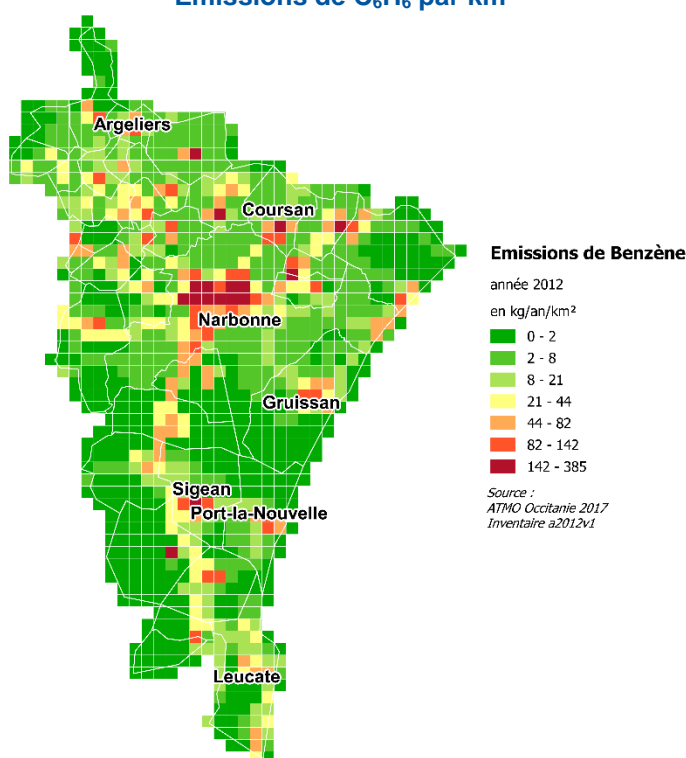 Emissions de C₆H₆ par km²
Argeliers
Coursan
Narbonne
Gruissan
Sigean
Port-la-Nouvelle
Leucate
Emissions de Benzène
année 2012
en kg/an/km²
0 - 2
2 - 8
8 - 21
21 - 44
44 - 82
82 - 142
142 - 385
Source :
ATMO Occitanie 2017
Inventaire a2012v1